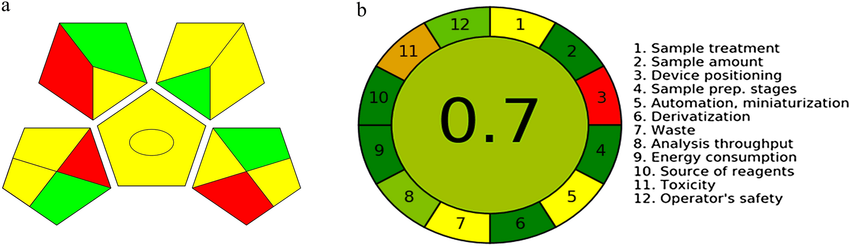 a
b
12
1
11
2
10
3
0.7
9
4
8
5
7
6
1. Sample treatment
2. Sample amount
3. Device positioning
4. Sample prep. stages
5. Automation, miniaturization
6. Derivatization
7. Waste
8. Analysis throughput
9. Energy consumption
10. Source of reagents
11. Toxicity
12. Operator's safety